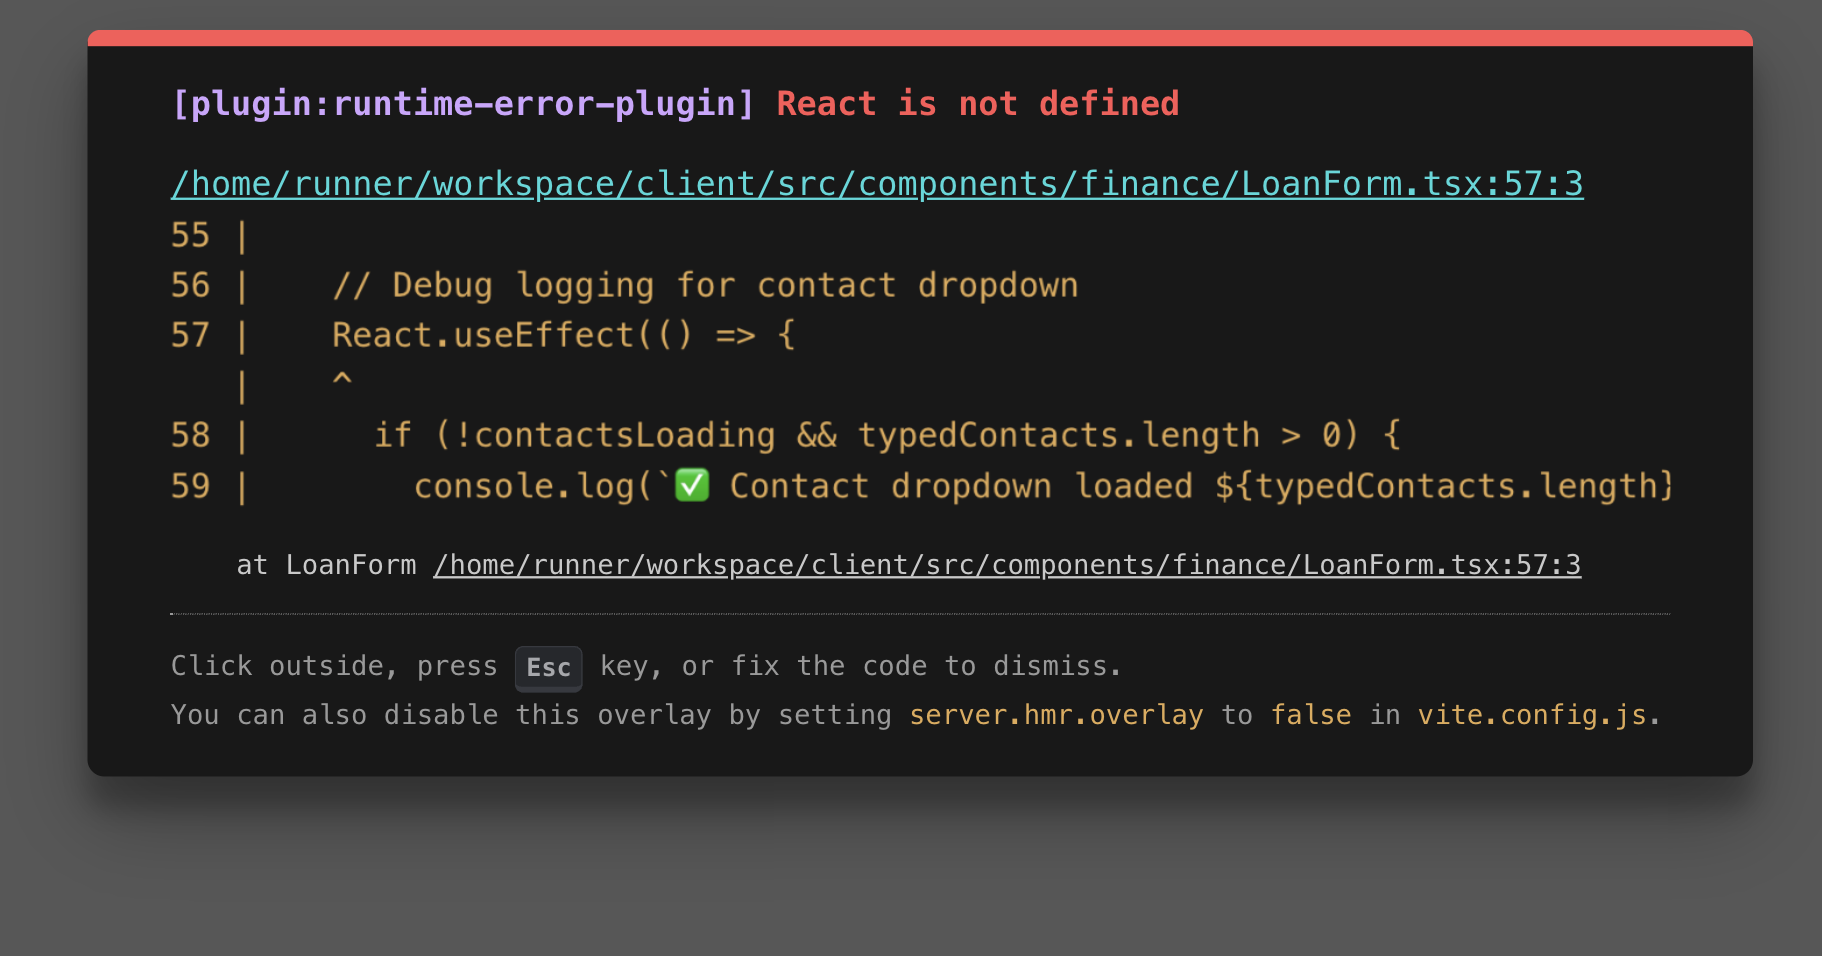 [plugin:runtime-error-plugin] React is not defined
/home/runner/workspace/client/src/components/finance/LoanForm.tsx:57:3
55 |
56 |    // Debug logging for contact dropdown
57 |    React.useEffect(() => {
   |    ^
58 |      if (!contactsLoading && typedContacts.length > 0) {
59 |        console.log(`✅ Contact dropdown loaded ${typedContacts.length}
    at LoanForm /home/runner/workspace/client/src/components/finance/LoanForm.tsx:57:3
Click outside, press Esc key, or fix the code to dismiss.
You can also disable this overlay by setting server.hmr.overlay to false in vite.config.js.